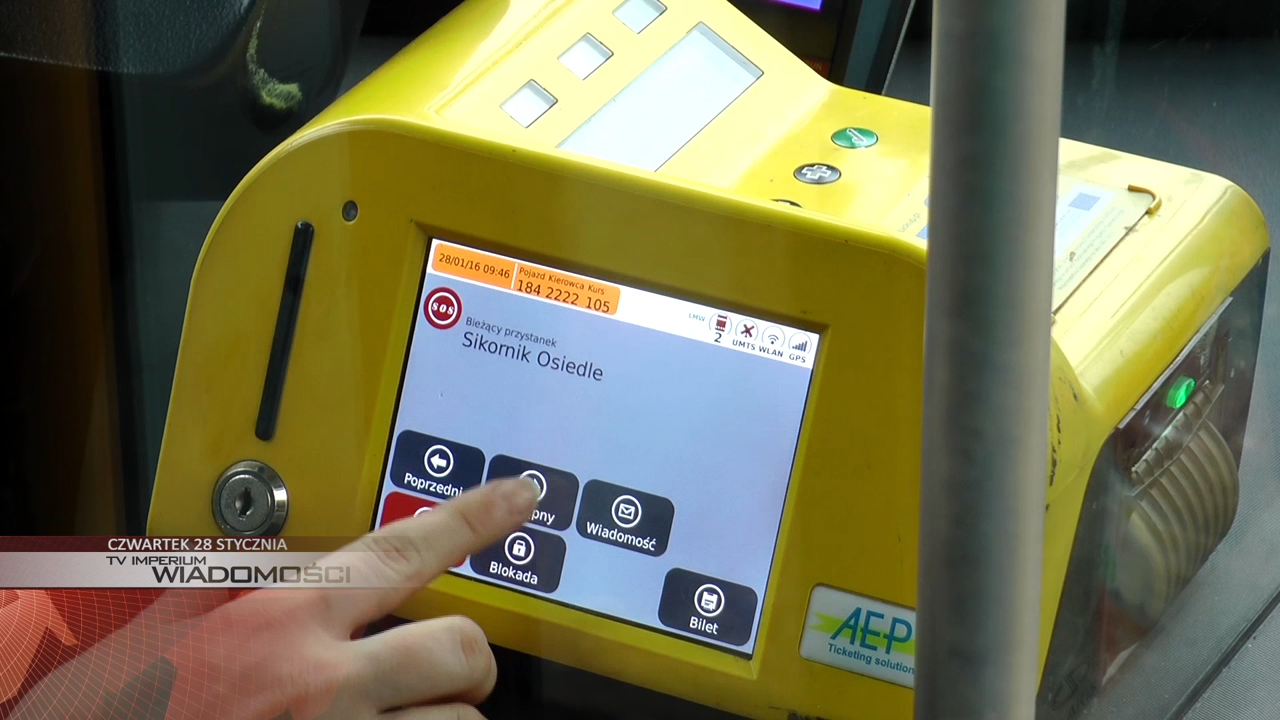 28/01/16 09:46
Pojazd Kierowca Kurs
184 2222 105
LMW
2
UMTS WLAN GPS
SOS
Bieżący przystanek
Sikornik Osiedle
Wiadomość
Blokada
Bilet
AEP
Ticketing solution
CZWARTEK 28 STYCZNIA
TV IMPERIUM
WIADOMOŚCI